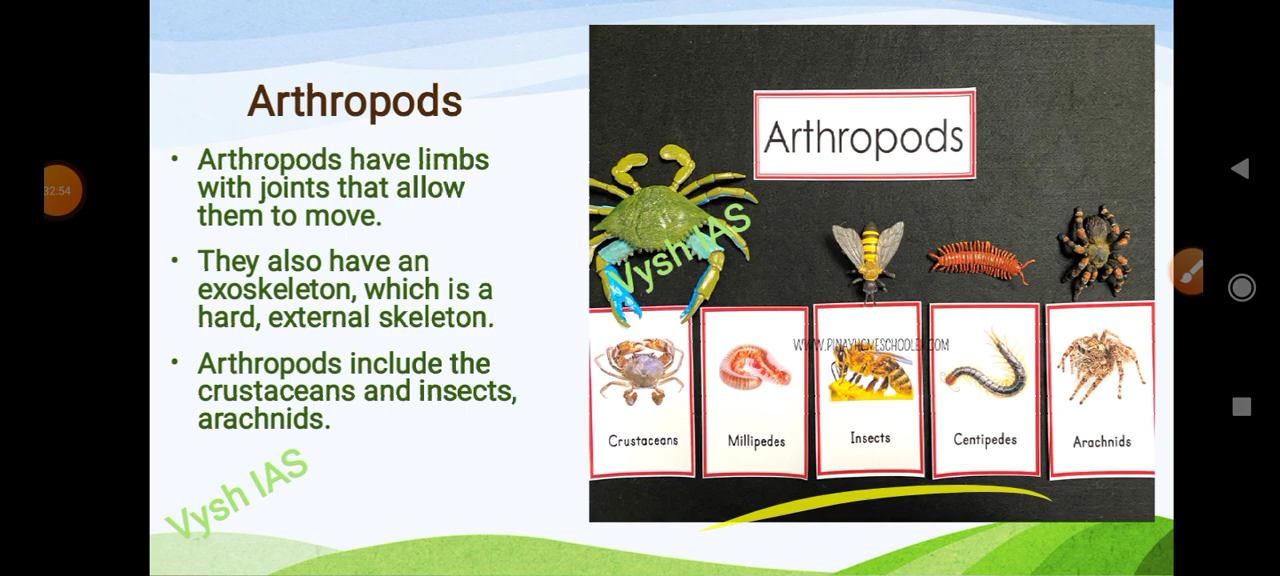 32:54
Arthropods
• Arthropods have limbs
with joints that allow
them to move.
• They also have an
exoskeleton, which is a
hard, external skeleton.
• Arthropods include the
crustaceans and insects,
arachnids.
Vysh IAS
Arthropods
Vysh IAS
WWW.PINAYHOMESCHOOLER.COM
Crustaceans
Millipedes
Insects
Centipedes
Arachnids